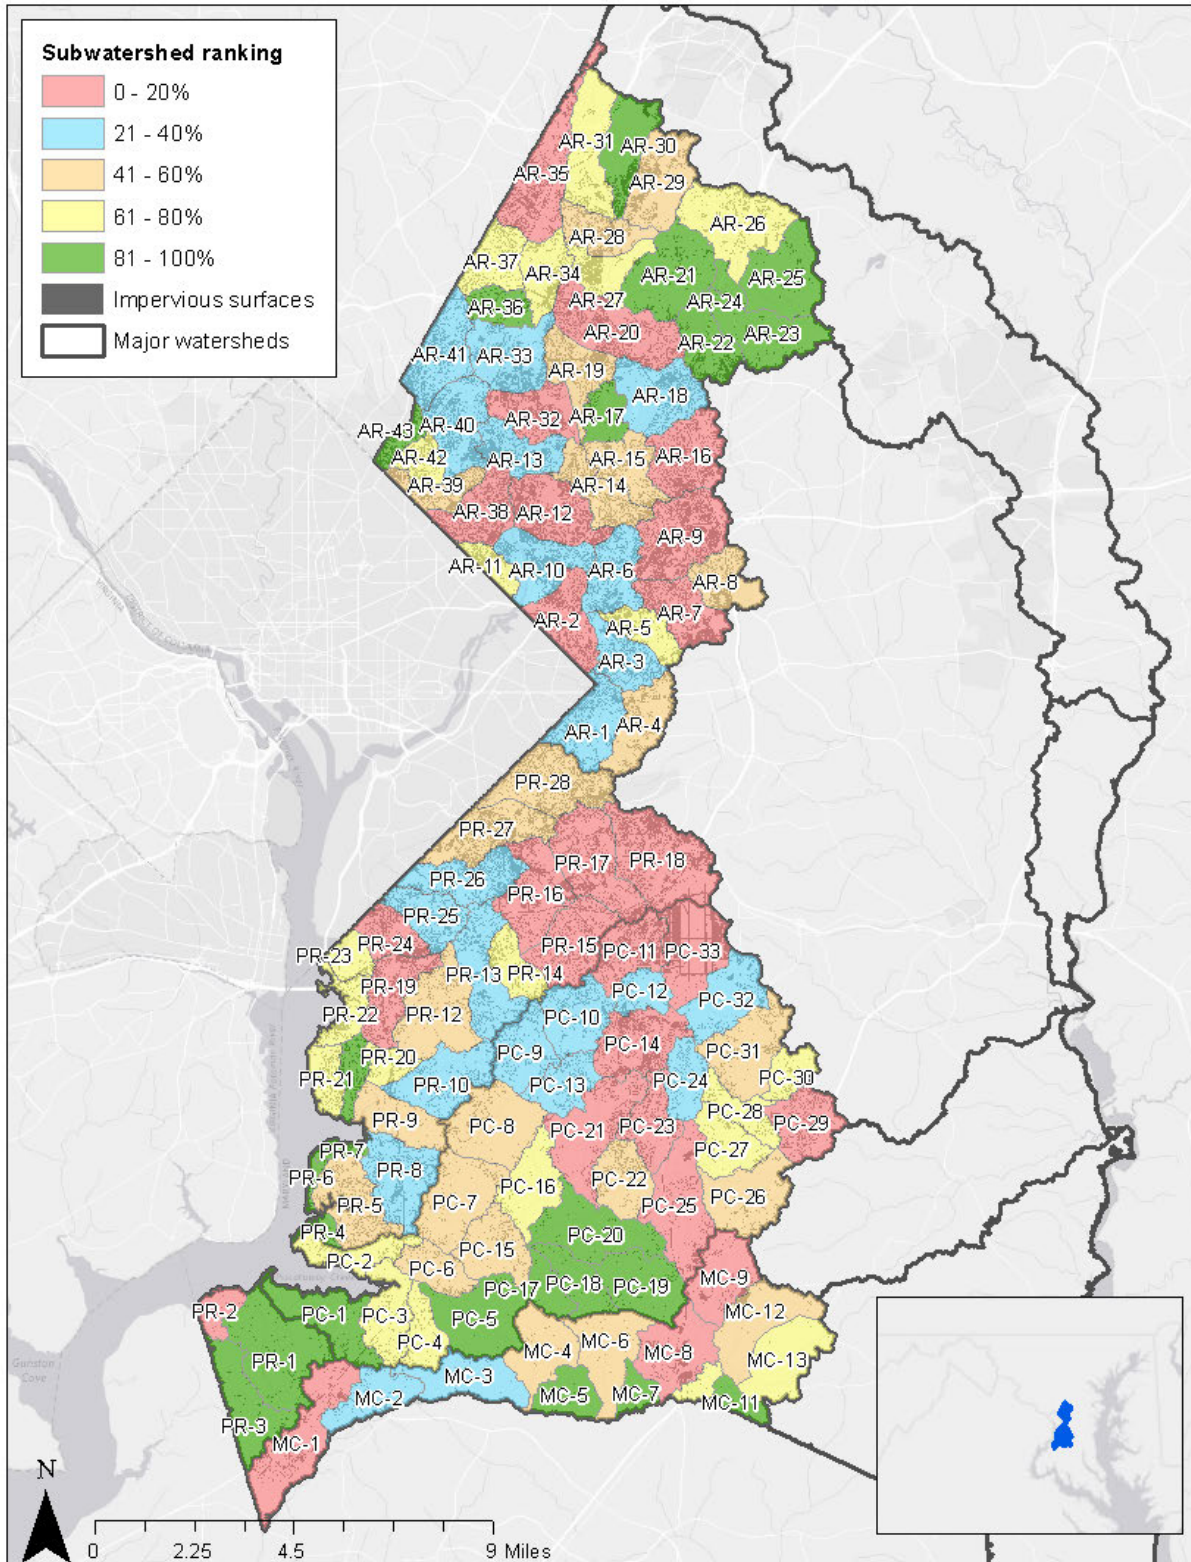 Subwatershed ranking
0 - 20%
21 - 40%
41 - 60%
61 - 80%
81 - 100%
Impervious surfaces
Major watersheds
AR-31
AR-30
AR-35
AR-29
AR-26
AR-28
AR-37
AR-34
AR-21
AR-25
AR-36
AR-27
AR-24
AR-20
AR-22
AR-23
AR-41
AR-33
AR-19
AR-18
AR-43
AR-40
AR-32
AR-17
AR-42
AR-13
AR-15
AR-16
AR-39
AR-14
AR-38
AR-12
AR-9
AR-11
AR-10
AR-6
AR-8
AR-2
AR-5
AR-7
AR-3
AR-1
AR-4
PR-28
PR-27
PR-17
PR-18
PR-26
PR-16
PR-25
PR-24
PR-15
PC-11
PC-33
PR-23
PR-13
PR-14
PR-19
PC-12
PC-32
PR-22
PR-12
PC-10
PC-14
PR-20
PC-9
PC-31
PR-21
PR-10
PC-13
PC-24
PC-30
PR-9
PC-8
PC-21
PC-23
PC-28
PC-29
PR-7
PC-27
PR-6
PR-8
PC-16
PC-22
PR-5
PC-7
PC-25
PC-26
PR-4
PC-20
PC-2
PC-15
PC-6
MC-9
PC-17
PC-18
PC-19
PR-2
PC-1
PC-3
PC-5
MC-12
PC-4
MC-4
MC-6
MC-8
PR-1
MC-13
MC-3
MC-2
MC-5
MC-7
MC-11
PR-3
MC-1
Gunston
Cove
N
0
2.25
4.5
9 Miles